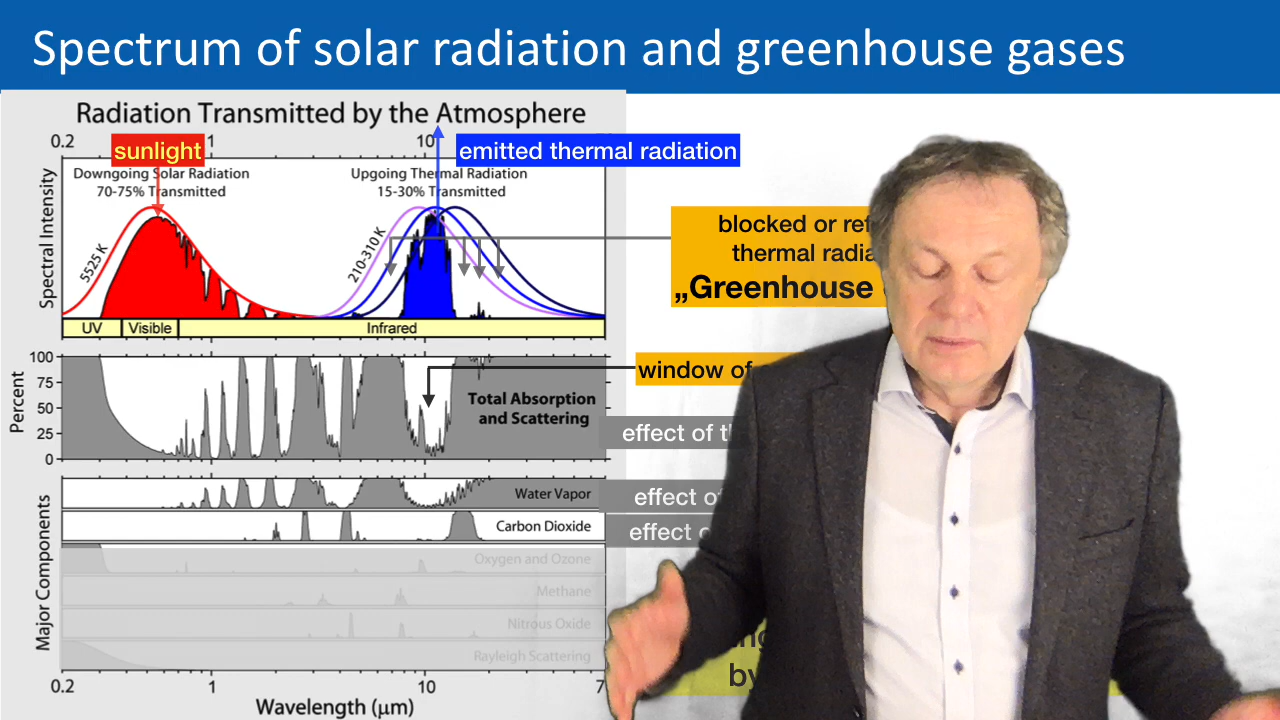 Spectrum of solar radiation and greenhouse gases
Radiation Transmitted by the Atmosphere
0.2
1
10
sunlight
emitted thermal radiation
Downgoing Solar Radiation
70-75% Transmitted
Upgoing Thermal Radiation
15-30% Transmitted
Spectral Intensity
5525 K
210-310 K
blocked or
thermal
„Greenhouse
UV
Visible
Infrared
Percent
100
75
50
25
0
Total Absorption
and Scattering
window of
effect of
Major Components
Water Vapor
effect of
Carbon Dioxide
effect
Oxygen and Ozone
Methane
Nitrous Oxide
Rayleigh Scattering
by
0.2
1
10
7
Wavelength (μm)